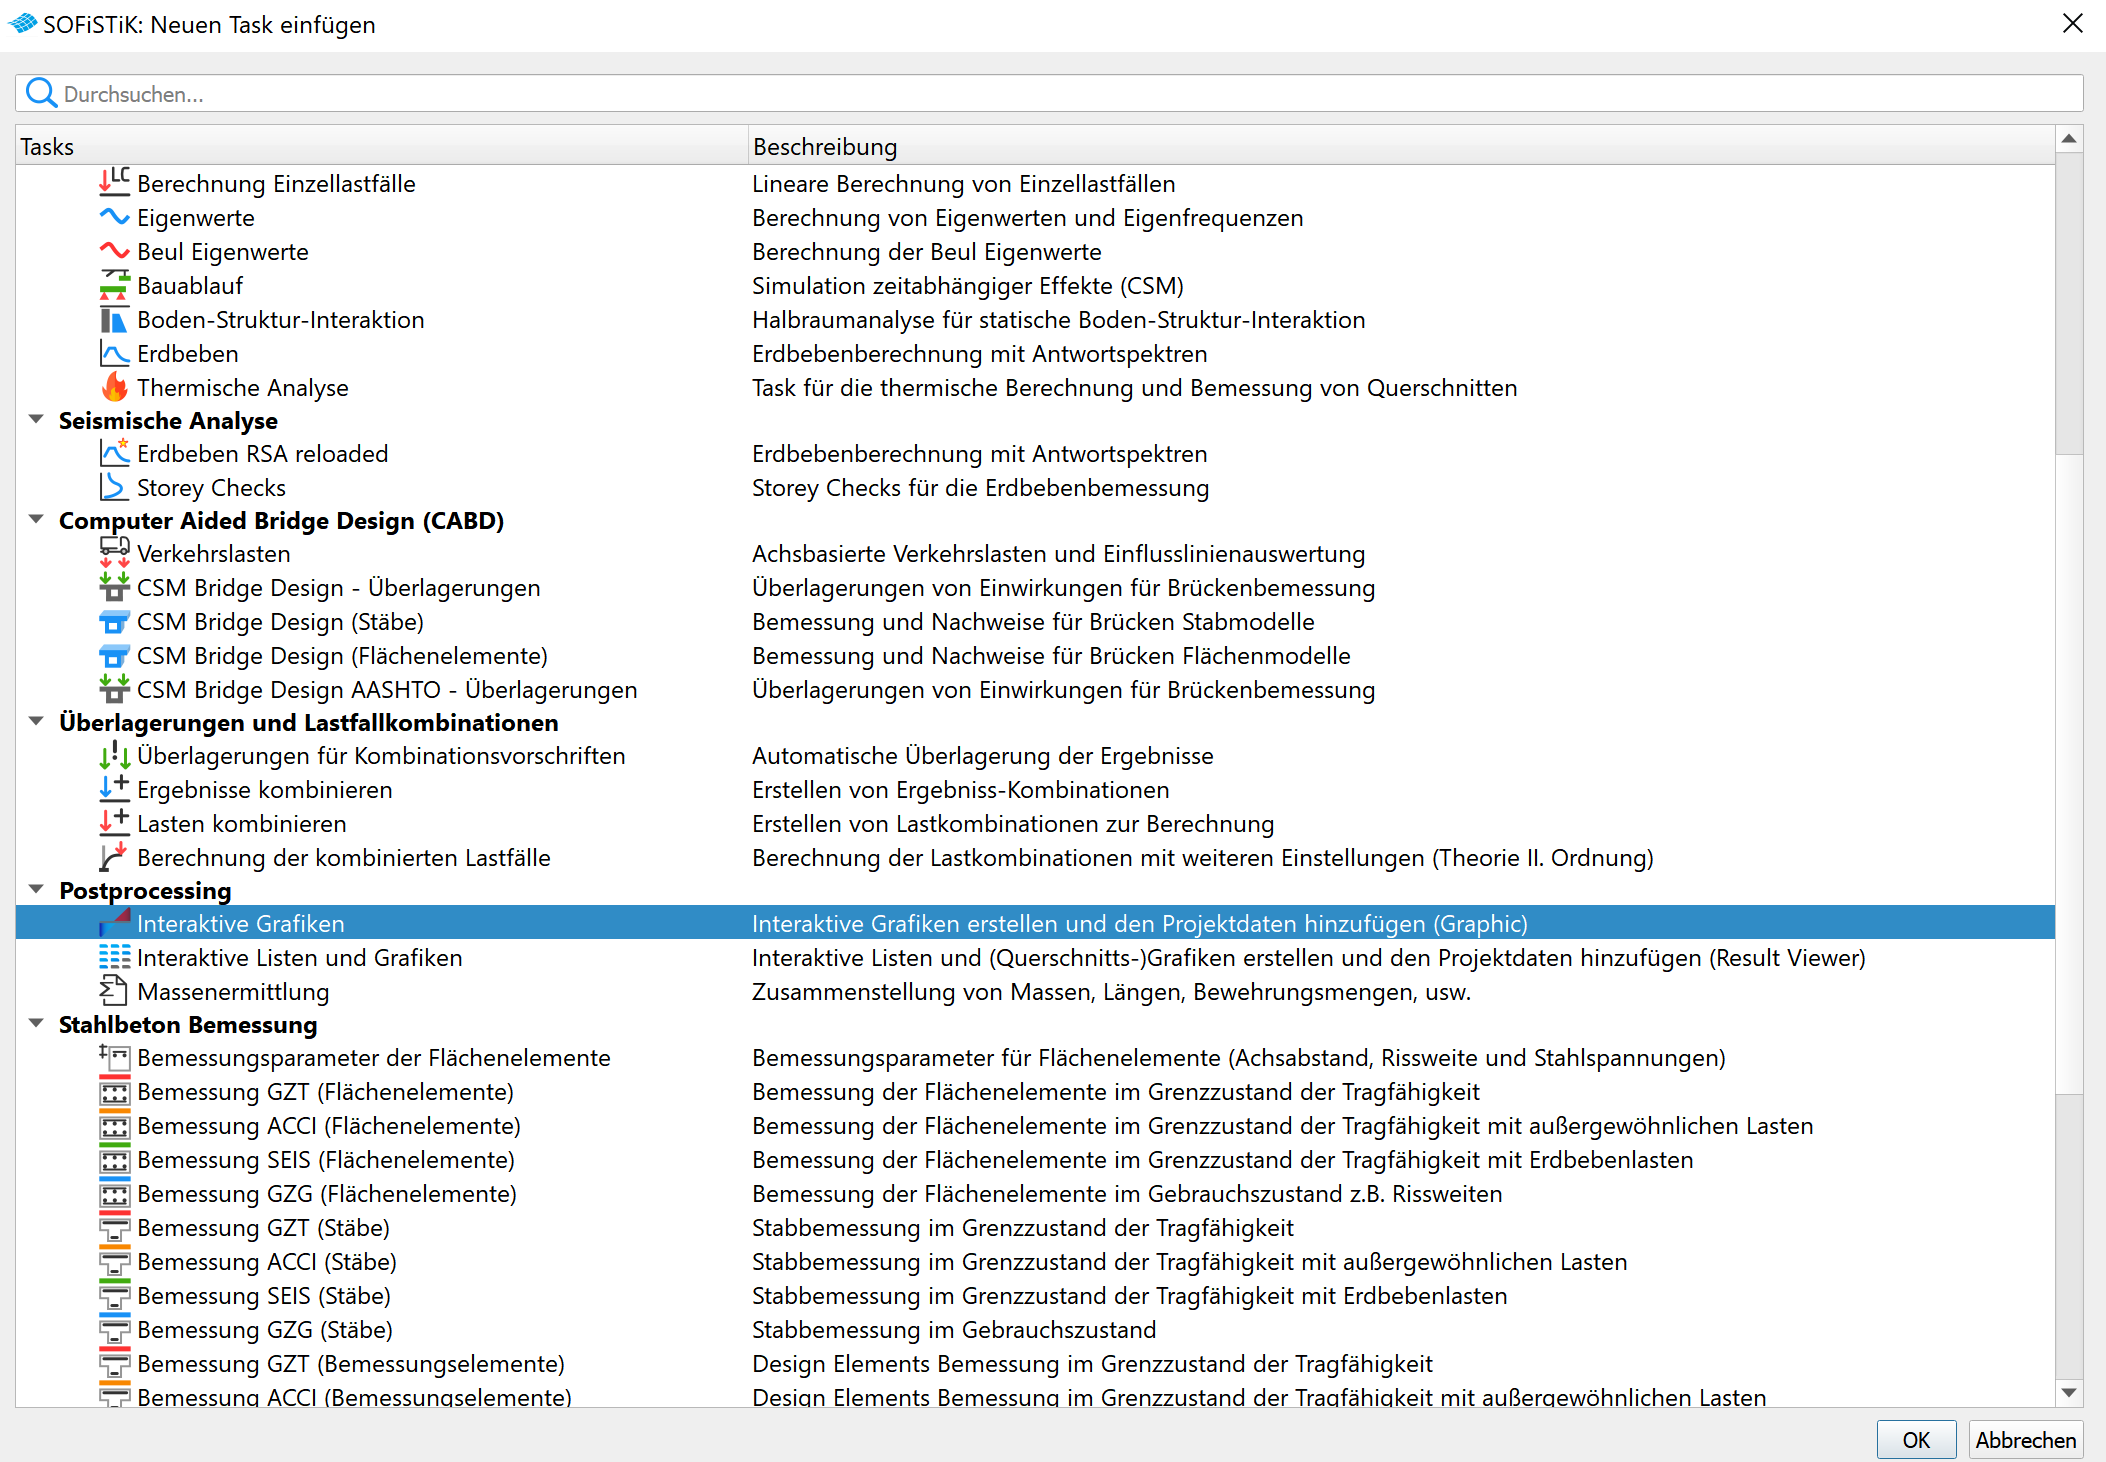 SOFiSTiK: Neuen Task einfügen
Durchsuchen...
Tasks Beschreibung
LC Berechnung Einzellastfälle Lineare Berechnung von Einzellastfällen
Eigenwerte Berechnung von Eigenwerten und Eigenfrequenzen
Beul Eigenwerte Berechnung der Beul Eigenwerte
Bauablauf Simulation zeitabhängiger Effekte (CSM)
Boden-Struktur-Interaktion Halbraumanalyse für statische Boden-Struktur-Interaktion
Erdbeben Erdbebenberechnung mit Antwortspektren
Thermische Analyse Task für die thermische Berechnung und Bemessung von Querschnitten
Seismische Analyse
Erdbeben RSA reloaded Erdbebenberechnung mit Antwortspektren
Storey Checks Storey Checks für die Erdbebenbemessung
Computer Aided Bridge Design (CABD)
Verkehrslasten Achsbasierte Verkehrslasten und Einflusslinienauswertung
CSM Bridge Design - Überlagerungen Überlagerungen von Einwirkungen für Brückenbemessung
CSM Bridge Design (Stäbe) Bemessung und Nachweise für Brücken Stabmodelle
CSM Bridge Design (Flächenelemente) Bemessung und Nachweise für Brücken Flächenmodelle
CSM Bridge Design AASHTO - Überlagerungen Überlagerungen von Einwirkungen für Brückenbemessung
Überlagerungen und Lastfallkombinationen
Überlagerungen für Kombinationsvorschriften Automatische Überlagerung der Ergebnisse
Ergebnisse kombinieren Erstellen von Ergebniss-Kombinationen
Lasten kombinieren Erstellen von Lastkombinationen zur Berechnung
Berechnung der kombinierten Lastfälle Berechnung der Lastkombinationen mit weiteren Einstellungen (Theorie II. Ordnung)
Postprocessing
Interaktive Grafiken Interaktive Grafiken erstellen und den Projektdaten hinzufügen (Graphic)
Interaktive Listen und Grafiken Interaktive Listen und (Querschnitts-)Grafiken erstellen und den Projektdaten hinzufügen (Result Viewer)
Massenermittlung Zusammenstellung von Massen, Längen, Bewehrungsmengen, usw.
Stahlbeton Bemessung
Bemessungsparameter der Flächenelemente Bemessungsparameter für Flächenelemente (Achsabstand, Rissweite und Stahlspannungen)
Bemessung GZT (Flächenelemente) Bemessung der Flächenelemente im Grenzzustand der Tragfähigkeit
Bemessung ACCI (Flächenelemente) Bemessung der Flächenelemente im Grenzzustand der Tragfähigkeit mit außergewöhnlichen Lasten
Bemessung SEIS (Flächenelemente) Bemessung der Flächenelemente im Grenzzustand der Tragfähigkeit mit Erdbebenlasten
Bemessung GZG (Flächenelemente) Bemessung der Flächenelemente im Gebrauchszustand z.B. Rissweiten
Bemessung GZT (Stäbe) Stabbemessung im Grenzzustand der Tragfähigkeit
Bemessung ACCI (Stäbe) Stabbemessung im Grenzzustand der Tragfähigkeit mit außergewöhnlichen Lasten
Bemessung SEIS (Stäbe) Stabbemessung im Grenzzustand der Tragfähigkeit mit Erdbebenlasten
Bemessung GZG (Stäbe) Stabbemessung im Gebrauchszustand
Bemessung GZT (Bemessungselemente) Design Elements Bemessung im Grenzzustand der Tragfähigkeit
Bemessung ACCI (Bemessungselemente) Design Elements Bemessung im Grenzzustand der Tragfähigkeit mit außergewöhnlichen Lasten
OK Abbrechen